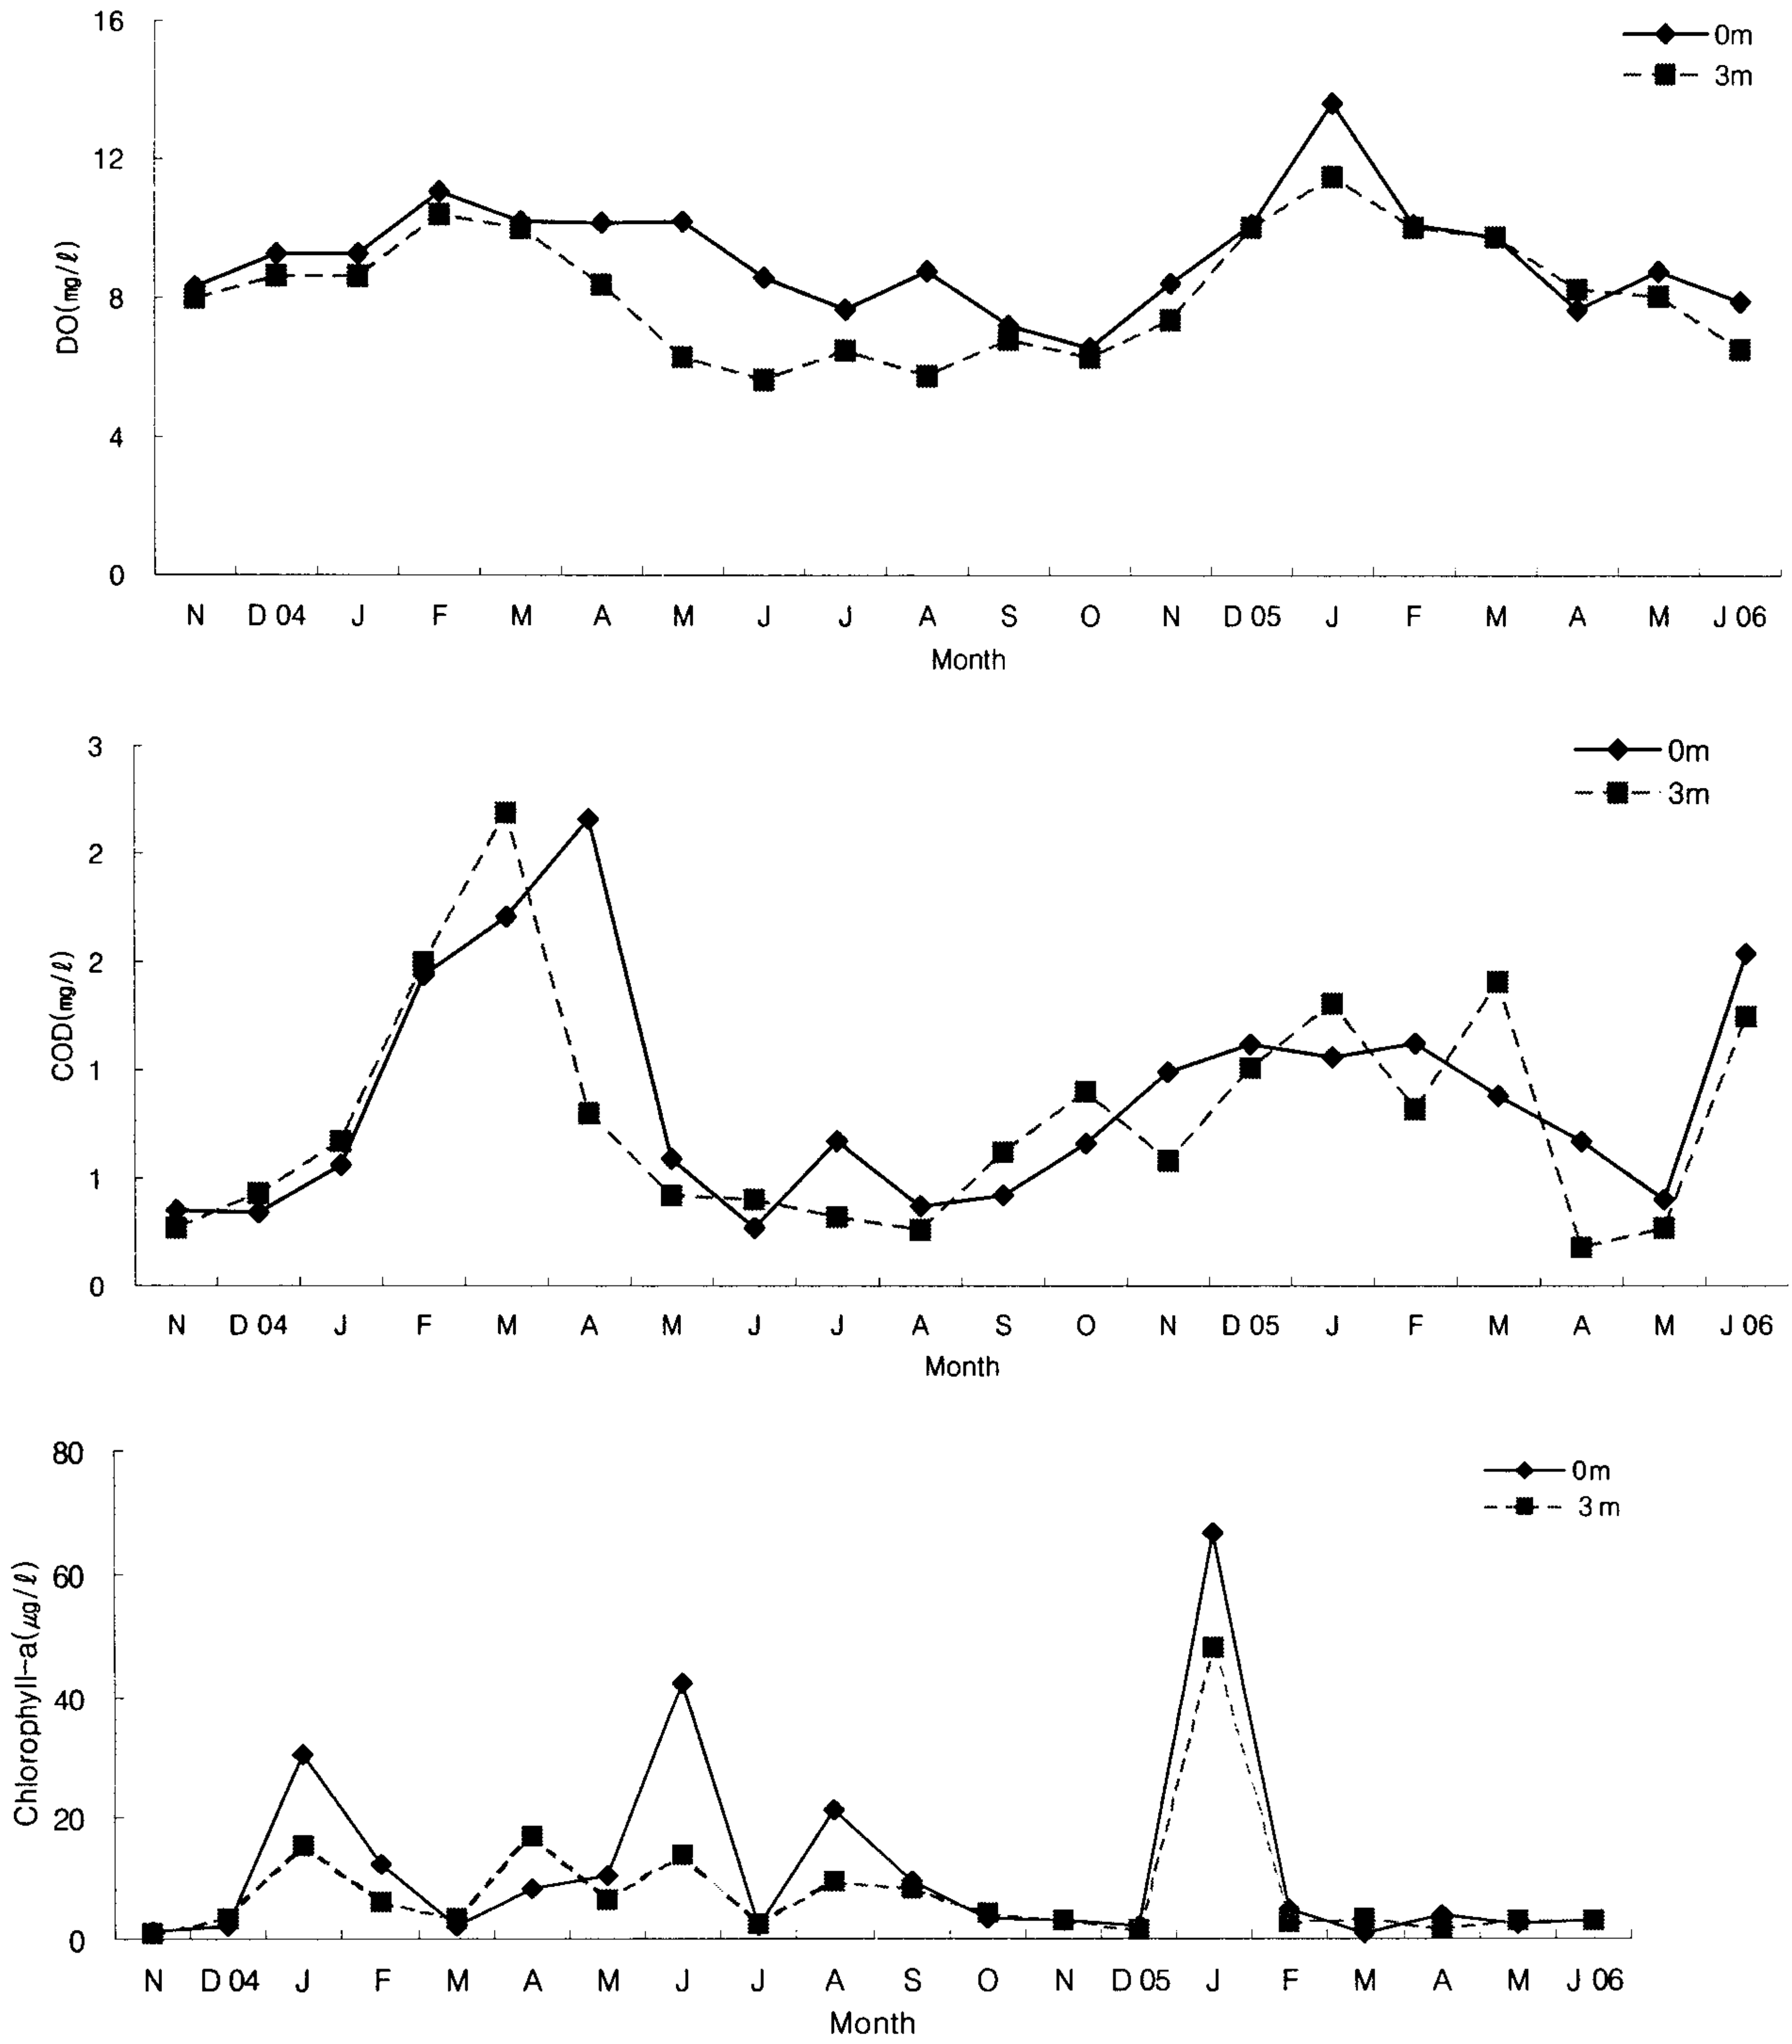 16
12
8
4
0
DO(㎎/ℓ)
0m
3m
N D 04 J F M A M J J A S O N D 05 J F M A M J 06
Month
3
2
2
1
1
0
COD(㎎/ℓ)
0m
3m
N D 04 J F M A M J J A S O N D 05 J F M A M J 06
Month
80
60
40
20
0
Chlorophyll-a(㎍/ℓ)
0m
3m
N D 04 J F M A M J J A S O N D 05 J F M A M J 06
Month